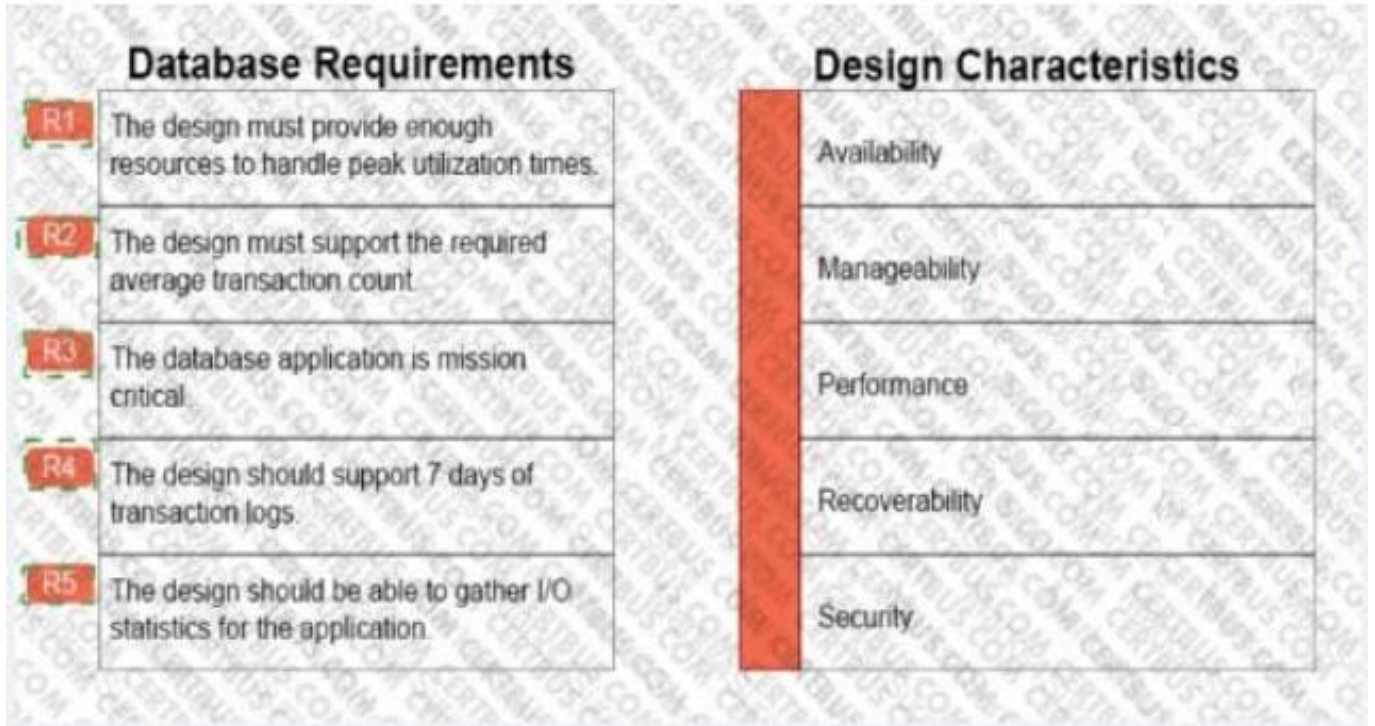 Database Requirements
Design Characteristics
R1
The design must provide enough
resources to handle peak utilization times.
R2
The design must support the required
average transaction count
R3
The database application is mission
critical.
R4
The design should support 7 days of
transaction logs.
R5
The design should be able to gather I/O
statistics for the application.
Availability
Manageability
Performance
Recoverability
Security